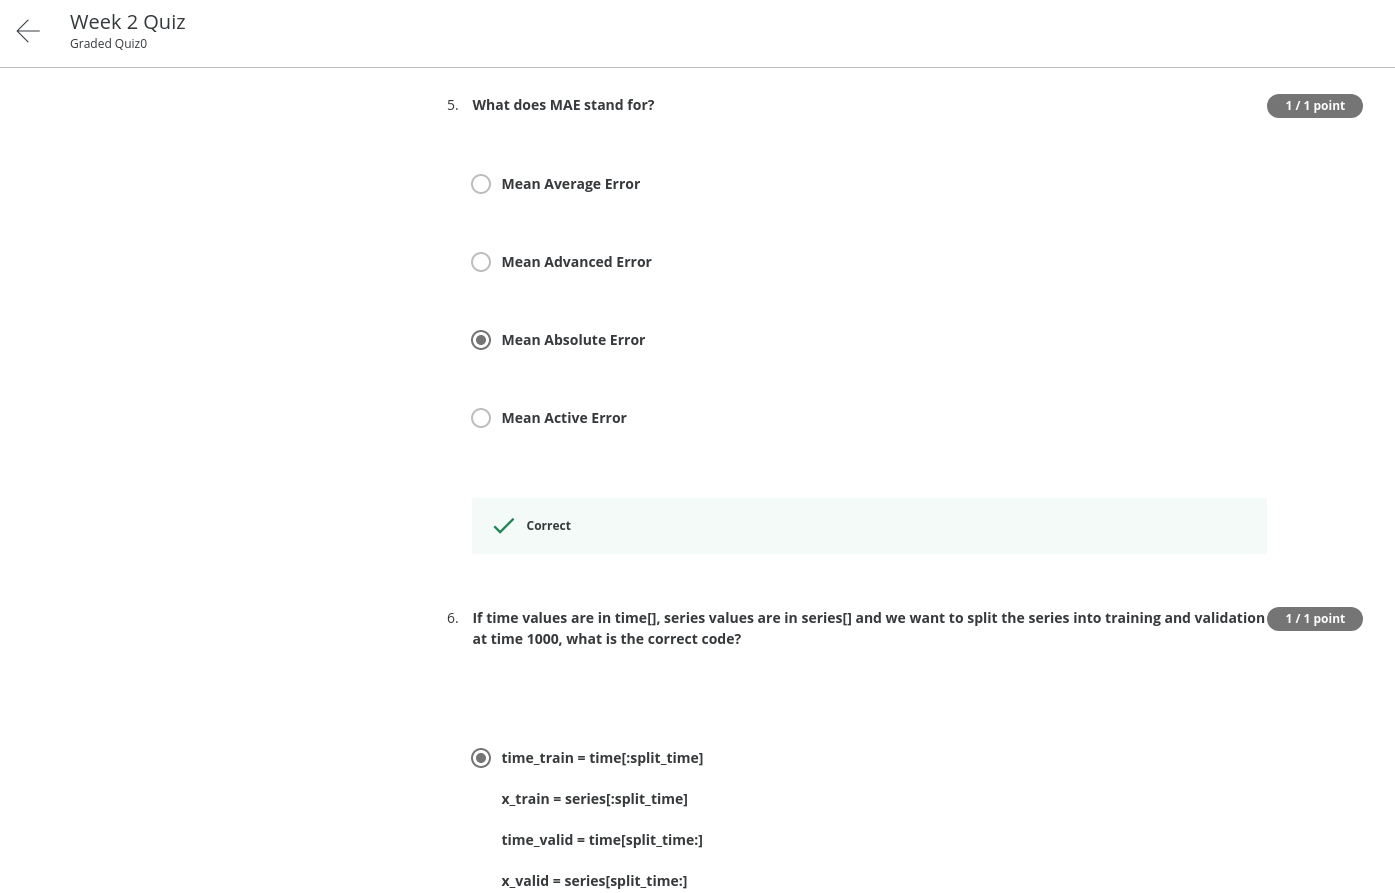 Week 2 Quiz
Graded Quiz0
5. What does MAE stand for?
1 / 1 point
Mean Average Error
Mean Advanced Error
Mean Absolute Error
Mean Active Error
Correct
6. If time values are in time[], series values are in series[] and we want to split the series into training and validation
1 / 1 point
at time 1000, what is the correct code?
time_train = time[:split_time]
x_train = series[:split_time]
time_valid = time[split_time:]
x_valid = series[split_time:]